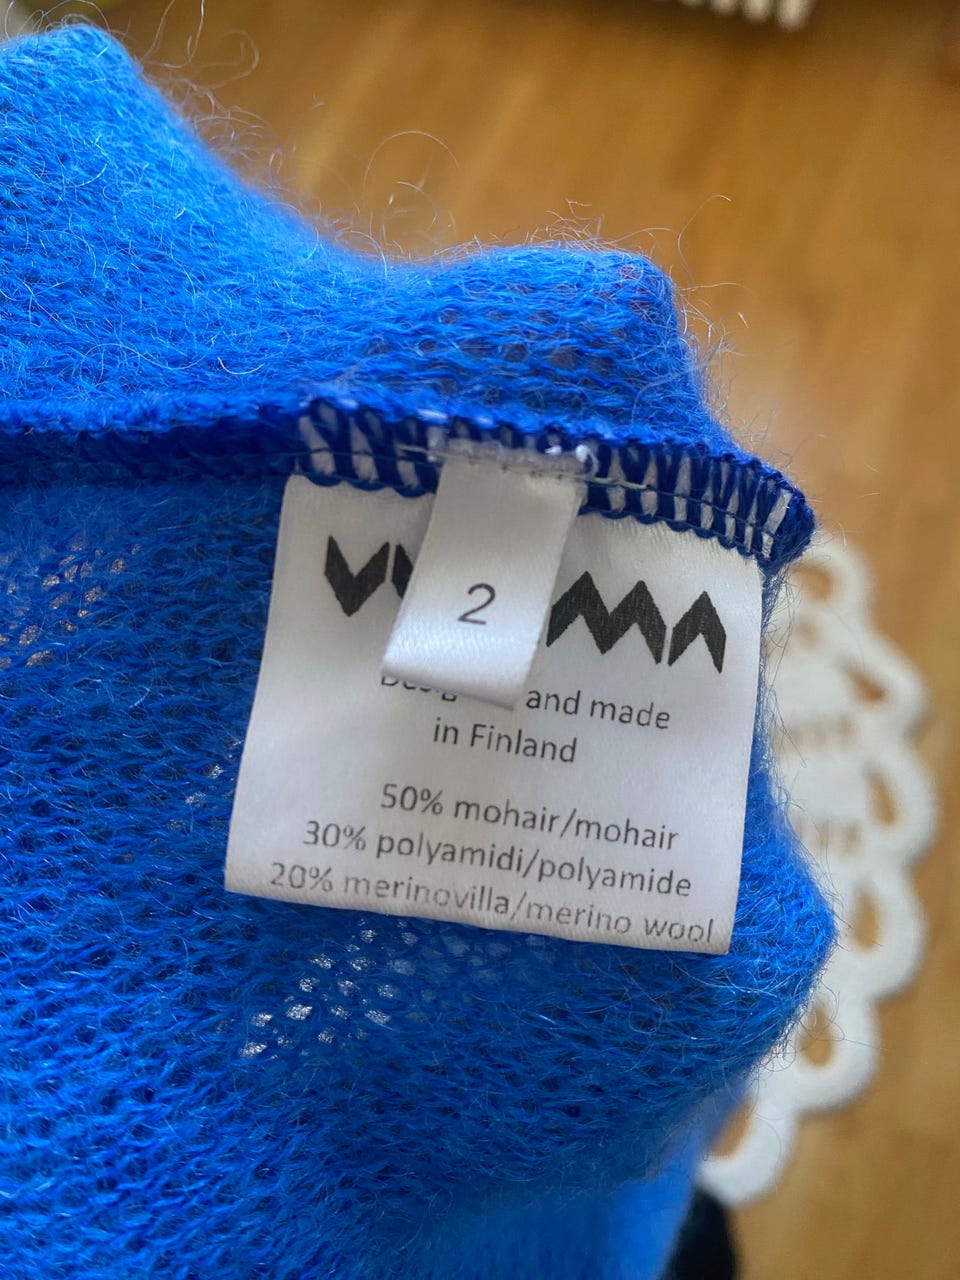 2
and made
in Finland
50% mohair/mohair
30% polyamidi/polyamide
20% merinovilla/merino wool